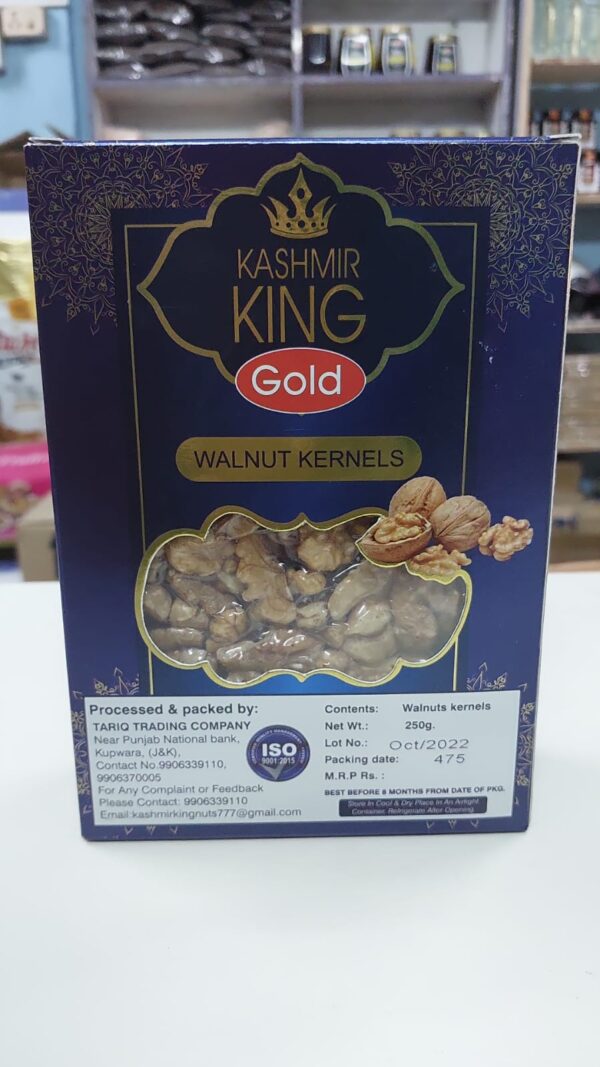 KASHMIR
KING
Gold
WALNUT KERNELS
Processed & packed by:
TARIQ TRADING COMPANY
Near Punjab National bank,
Kupwara, (J&K),
Contact No.9906339110,
9906370005
For Any Complaint or Feedback
Please Contact: 9906339110
Email:kashmirkingnuts777@gmail.com
ISO
9001:2015
Contents: Walnuts kernels
Net Wt.: 250g.
Lot No.: Oct/2022
Packing date: 475
M.R.P Rs. :
BEST BEFORE 8 MONTHS FROM DATE OF PKG.
Store In Cool & Dry Place In An Airtight
Container, Refrigerate After Opening